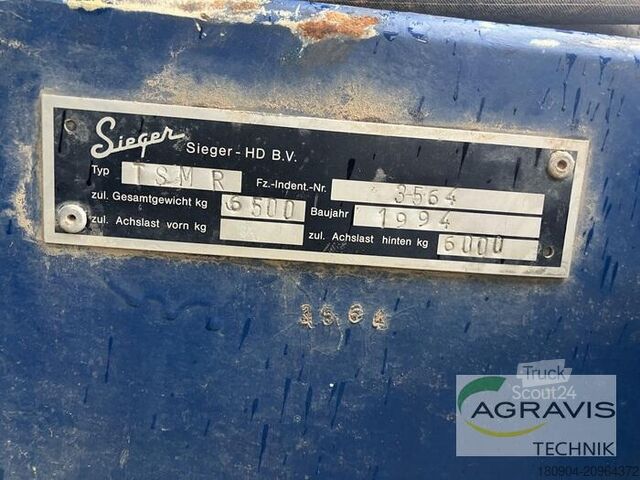 Sieger
Sieger - HD B.V.
Typ TSM R Fz.-Indent.-Nr. 3564
zul. Gesamtgewicht kg 6500 Baujahr 1994
zul. Achslast vorn kg zul. Achslast hinten kg 6000
Truck
Scout24
AGRAVIS
TECHNIK
180904-20964372